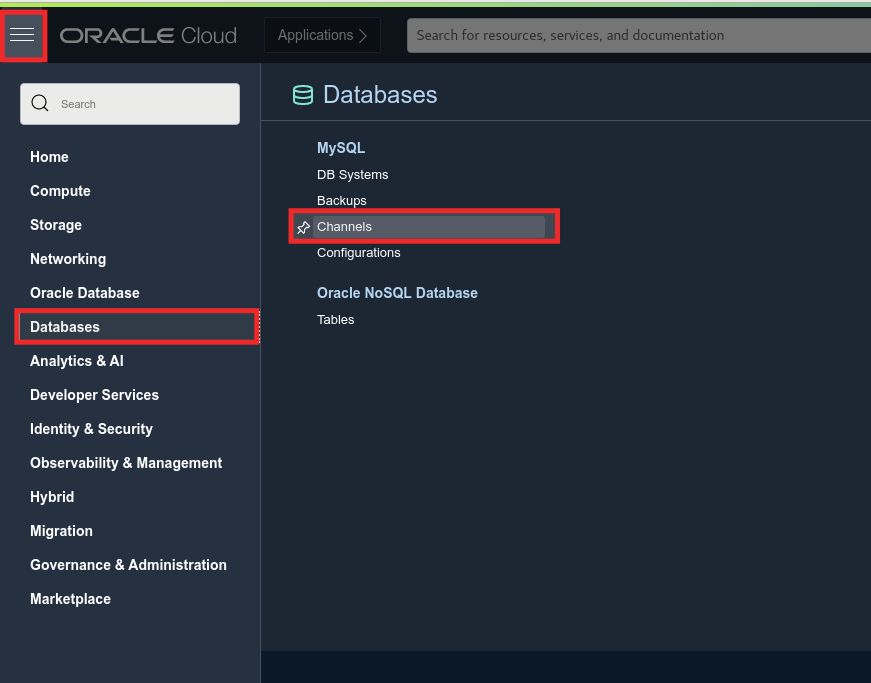 ORACLE Cloud
Applications
Search for resources, services, and documentation
Search
Home
Compute
Storage
Networking
Oracle Database
Databases
Analytics & AI
Developer Services
Identity & Security
Observability & Management
Hybrid
Migration
Governance & Administration
Marketplace
Databases
MySQL
DB Systems
Backups
Channels
Configurations
Oracle NoSQL Database
Tables